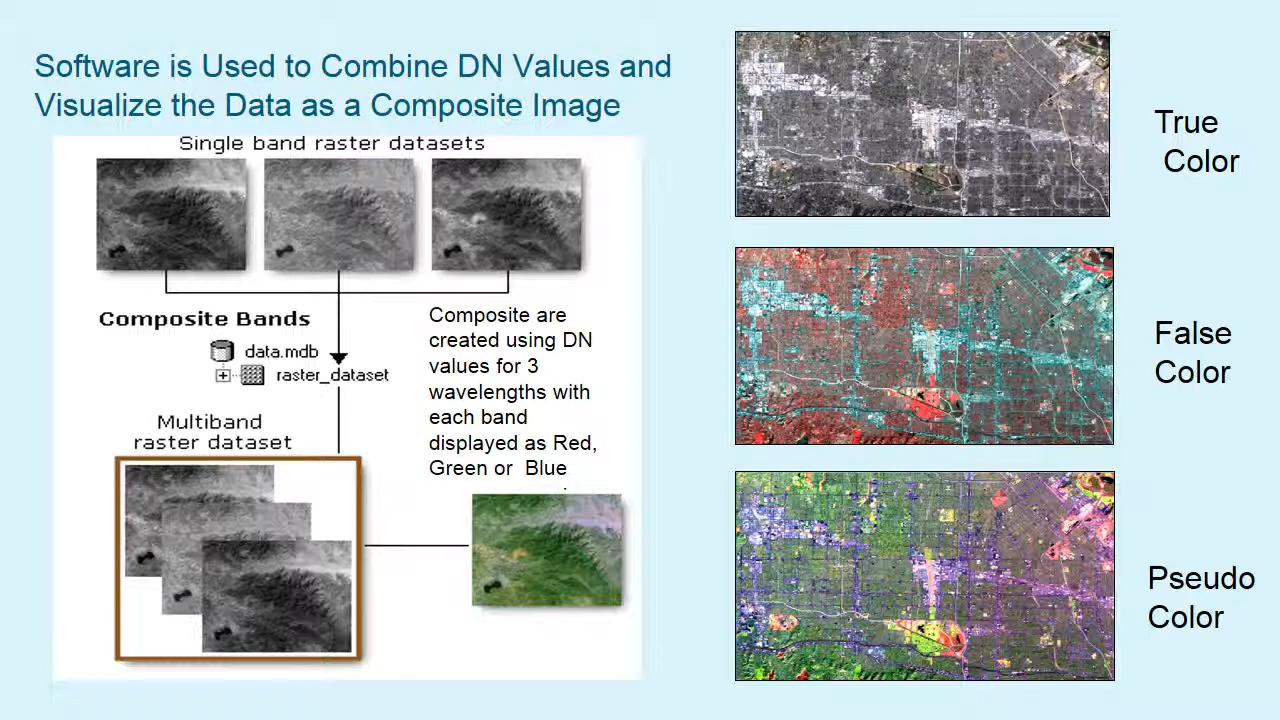 Software is Used to Combine DN Values and
Visualize the Data as a Composite Image
Single band raster datasets
Composite Bands
data.mdb
raster_dataset
Composite are
created using DN
values for 3
wavelengths with
each band
displayed as Red,
Green or Blue
Multiband
raster dataset
True
Color
False
Color
Pseudo
Color